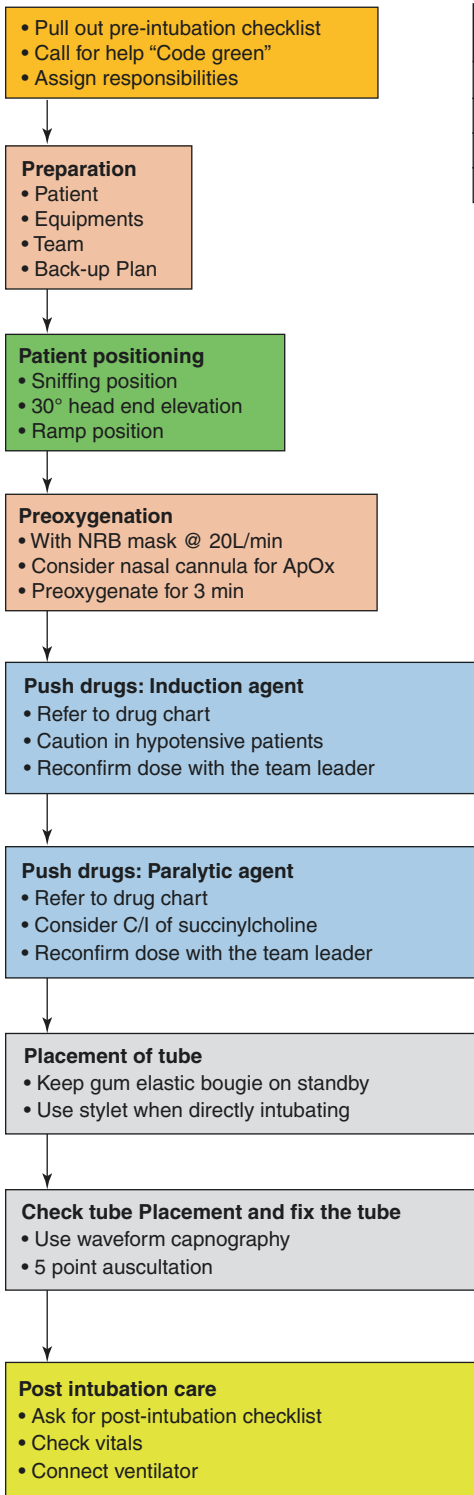 • Pull out pre-intubation checklist
• Call for help “Code green”
• Assign responsibilities
Preparation
• Patient
• Equipments
• Team
• Back-up Plan
Patient positioning
• Sniffing position
• 30° head end elevation
• Ramp position
Preoxygenation
• With NRB mask @ 20L/min
• Consider nasal cannula for ApOx
• Preoxygenate for 3 min
Push drugs: Induction agent
• Refer to drug chart
• Caution in hypotensive patients
• Reconfirm dose with the team leader
Push drugs: Paralytic agent
• Refer to drug chart
• Consider C/I of succinylcholine
• Reconfirm dose with the team leader
Placement of tube
• Keep gum elastic bougie on standby
• Use stylet when directly intubating
Check tube Placement and fix the tube
• Use waveform capnography
• 5 point auscultation
Post intubation care
• Ask for post-intubation checklist
• Check vitals
• Connect ventilator